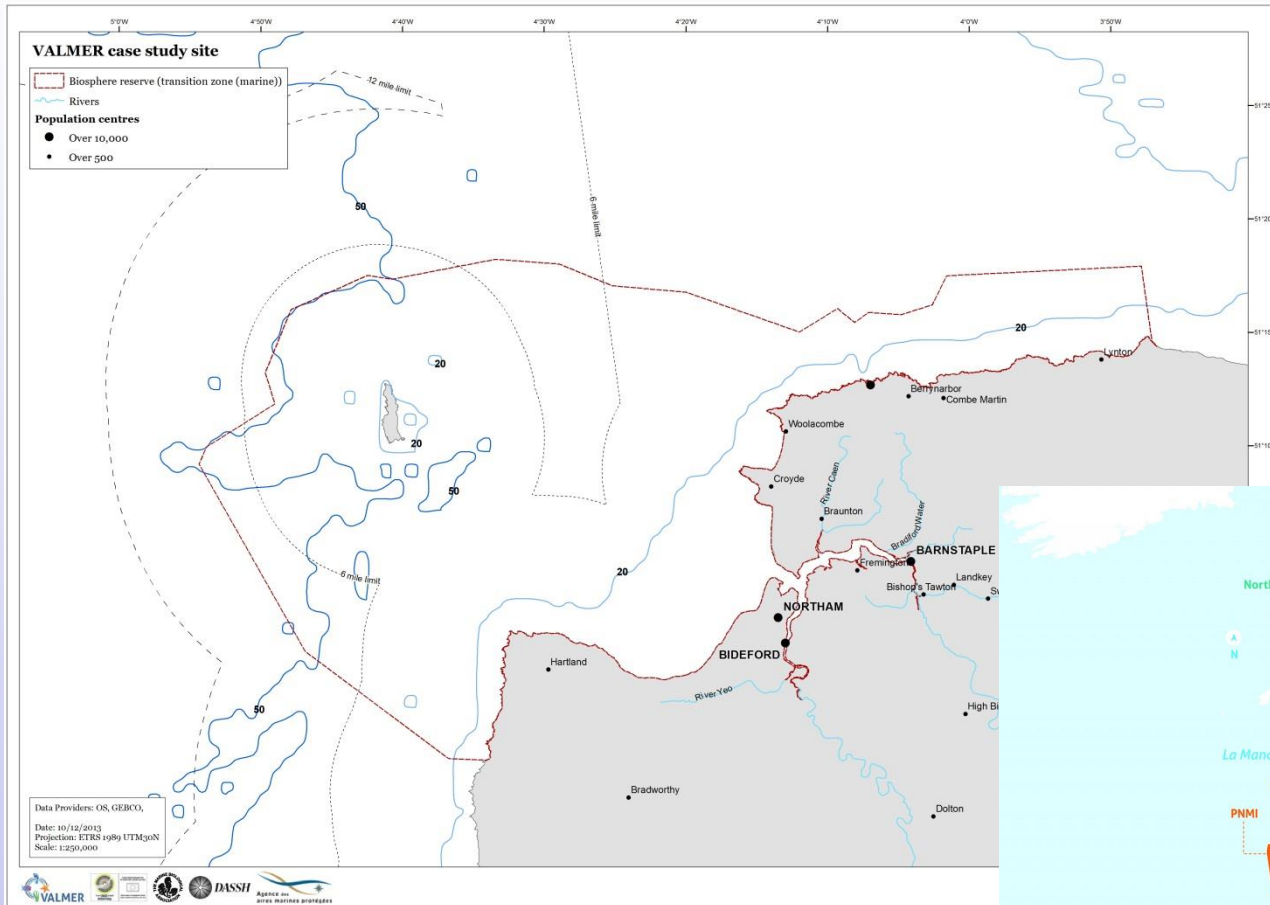 5°0'W
4°50'W
4°40'W
4°30'W
4°20'W
4°10'W
4°0'W
3°50'W
VALMER case study site
Biosphere reserve (transition zone (marine))
Rivers
Population centres
Over 10,000
Over 500
12 mile limit
51°25'
50
6 mile limit
51°20'
20
51°15'
Lynton
20
Berrynarbor
Combe Martin
Woolacombe
20
51°10'
50
Croyde
River Caen
Braunton
Bradiford Water
BARNSTAPLE
20
Fremington
6 mile limit
Landkey
Bishop's Tawton
Sw
NORTHAM
BIDEFORD
Hartland
River Yeo
50
High Bi
Bradworthy
Dolton
North
N
La Manc
PNMI
Data Providers: OS, GEBCO,
Date: 10/12/2013
Projection: ETRS 1989 UTM30N
Scale: 1:250,000
VALMER
DASSH
Agence des
aires marines protégées